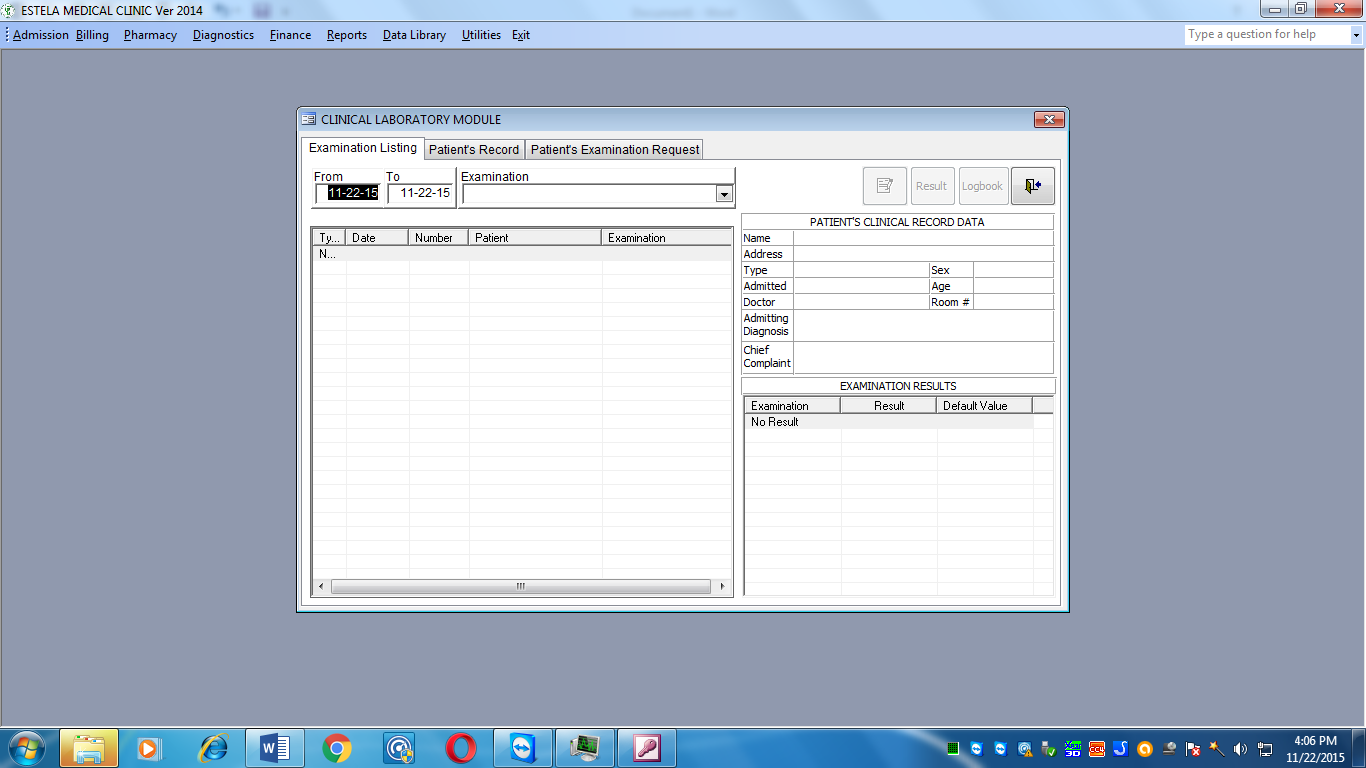 ESTELA MEDICAL CLINIC Ver 2014
Admission Billing Pharmacy Diagnostics Finance Reports Data Library Utilities Exit
Type a question for help
CLINICAL LABORATORY MODULE
Examination Listing Patient's Record Patient's Examination Request
From To Examination
11-22-15 11-22-15
Result Logbook
Ty... Date Number Patient Examination
N...
PATIENT'S CLINICAL RECORD DATA
Name
Address
Type Sex
Admitted Age
Doctor Room #
Admitting
Diagnosis
Chief
Complaint
EXAMINATION RESULTS
Examination Result Default Value
No Result
4:06 PM
11/22/2015